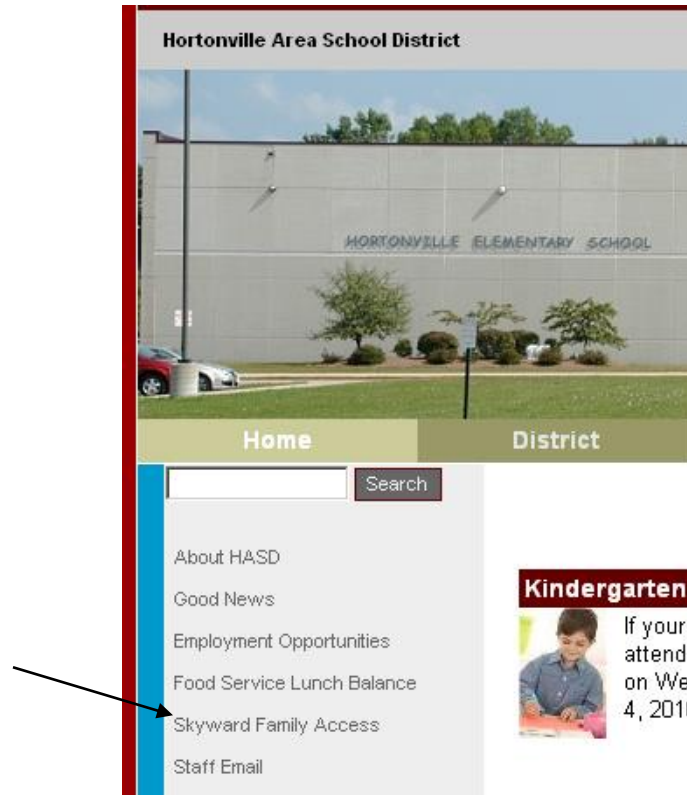 Hortonville Area School District
HORTONVILLE ELEMENTARY SCHOOL
Home District
Search
About HASD
Good News
Employment Opportunities
Food Service Lunch Balance
Skyward Family Access
Staff Email
Kindergarten
If your
attend
on We
4, 201